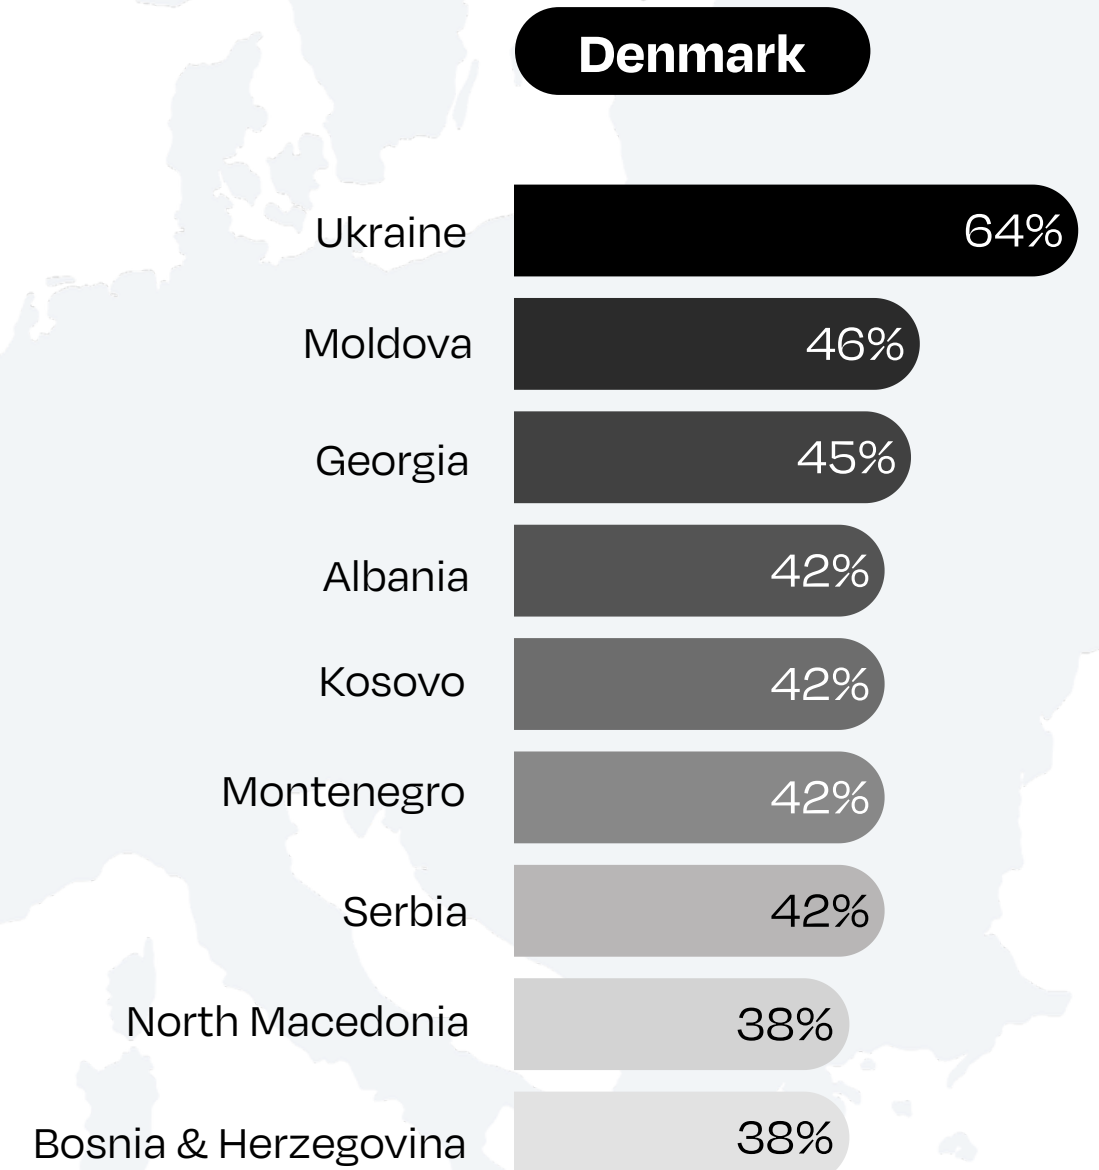 Denmark
Ukraine 64%
Moldova 46%
Georgia 45%
Albania 42%
Kosovo 42%
Montenegro 42%
Serbia 42%
North Macedonia 38%
Bosnia & Herzegovina 38%